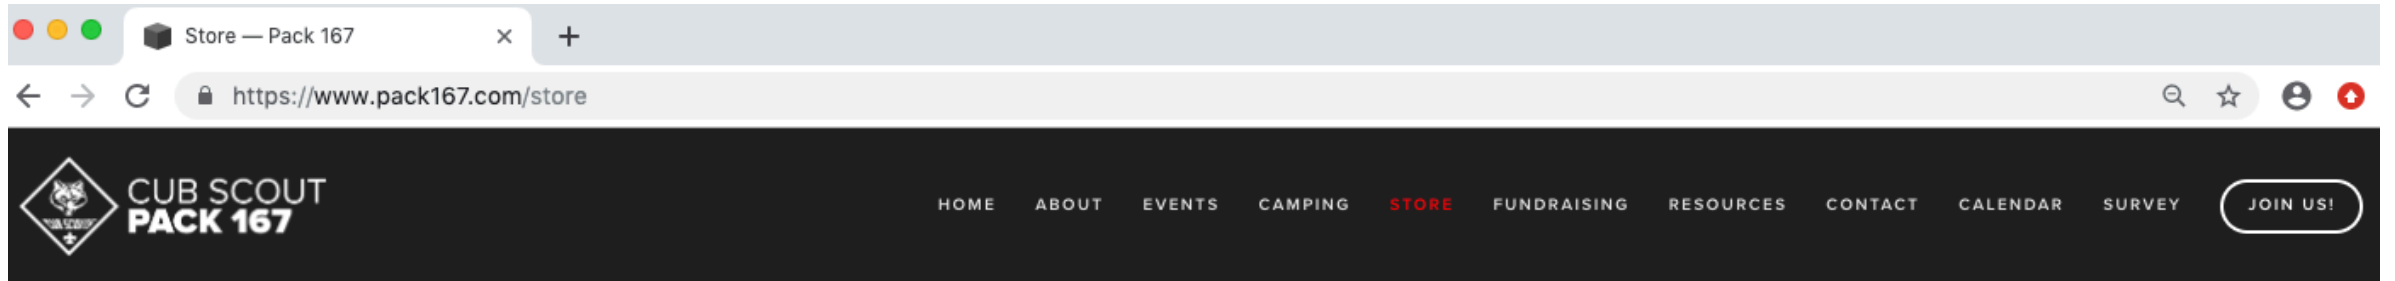 Store — Pack 167
https://www.pack167.com/store
CUB SCOUT
PACK 167
HOME ABOUT EVENTS CAMPING STORE FUNDRAISING RESOURCES CONTACT CALENDAR SURVEY JOIN US!